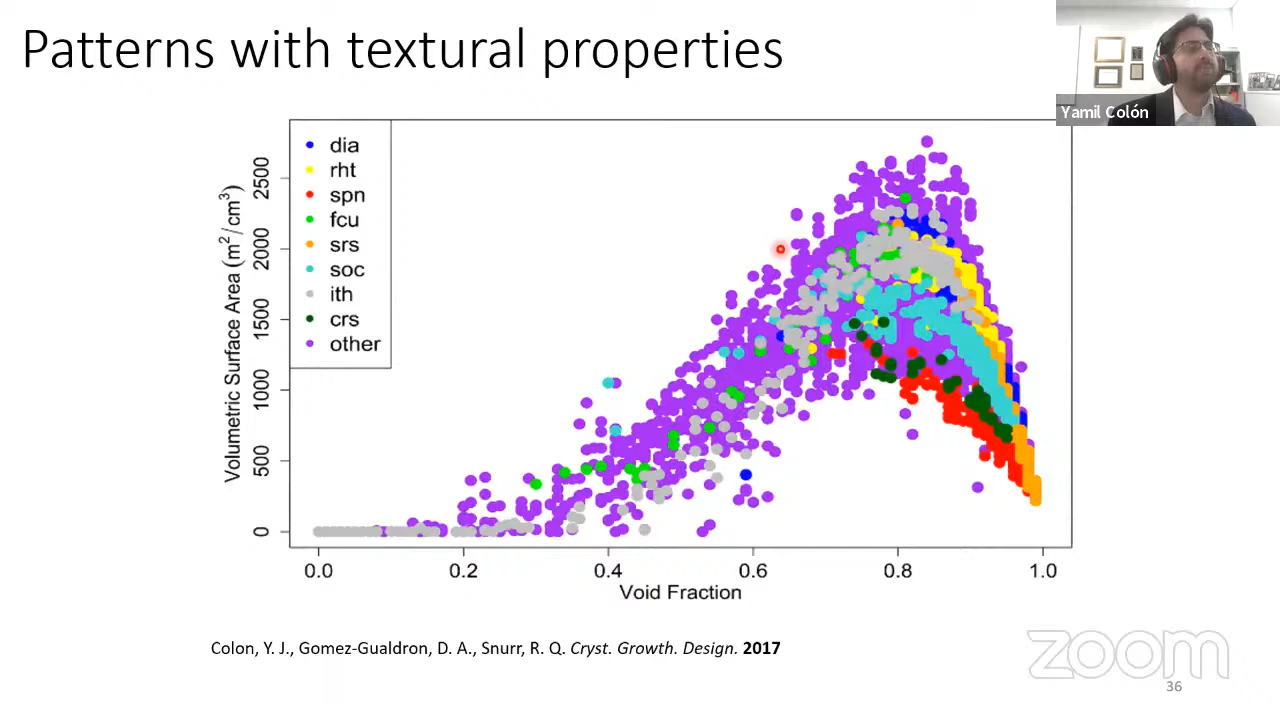 Patterns with textural properties
Yamil Colón
dia
rht
spn
fcu
srs
soc
ith
crs
other
Volumetric Surface Area (m²/cm³)
2500
2000
1500
1000
500
0
0.0 0.2 0.4 0.6 0.8 1.0
Void Fraction
Colon, Y. J., Gomez-Gualdron, D. A., Snurr, R. Q. Cryst. Growth. Design. 2017
zoom
36